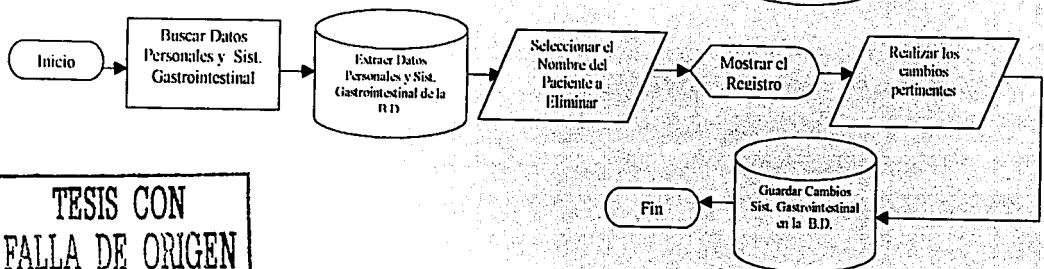 Inicio
Buscar Datos
Personales y Sist.
Gastrointestinal
Extraer Datos
Personales y Sist.
Gastrointestinal de la
B.D
Seleccionar el
Nombre del
Paciente a
Eliminar
Mostrar el
Registro
Realizar los
cambios
pertinentes
Guardar Cambios
Sist. Gastrointestinal
en la B.D.
Fin
TESIS CON
FALLA DE ORIGEN